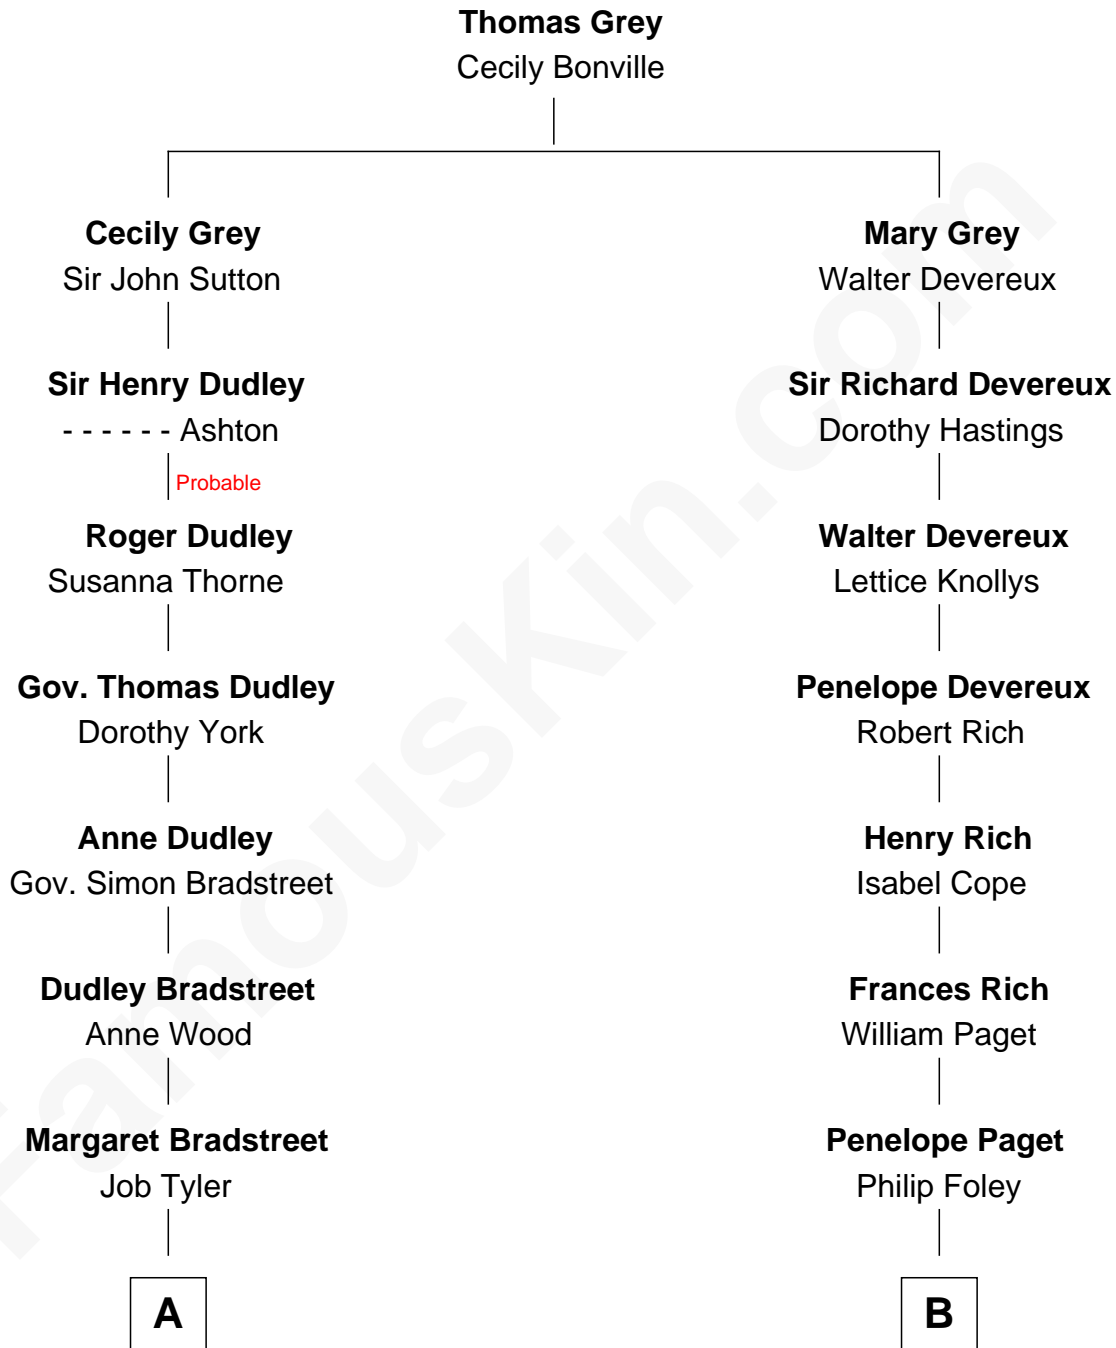 Thomas Grey
Cecily Bonville
Cecily Grey
Sir John Sutton
Mary Grey
Walter Devereux
Sir Henry Dudley
- - - - - - Ashton
Sir Richard Devereux
Dorothy Hastings
Probable
Roger Dudley
Susanna Thorne
Walter Devereux
Lettice Knollys
Gov. Thomas Dudley
Dorothy York
Penelope Devereux
Robert Rich
Anne Dudley
Gov. Simon Bradstreet
Henry Rich
Isabel Cope
Dudley Bradstreet
Anne Wood
Frances Rich
William Paget
Margaret Bradstreet
Job Tyler
Penelope Paget
Philip Foley
A
B
FamousKin.com